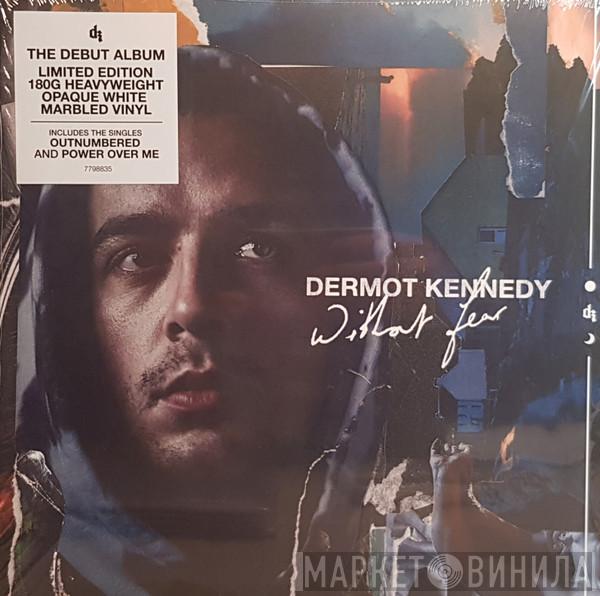 THE DEBUT ALBUM
LIMITED EDITION
180G HEAVYWEIGHT
OPAQUE WHITE
MARBLED VINYL
INCLUDES THE SINGLES
OUTNUMBERED
AND POWER OVER ME
7798835
DERMOT KENNEDY
Without fear
МАРКЕТ ВИНИЛА